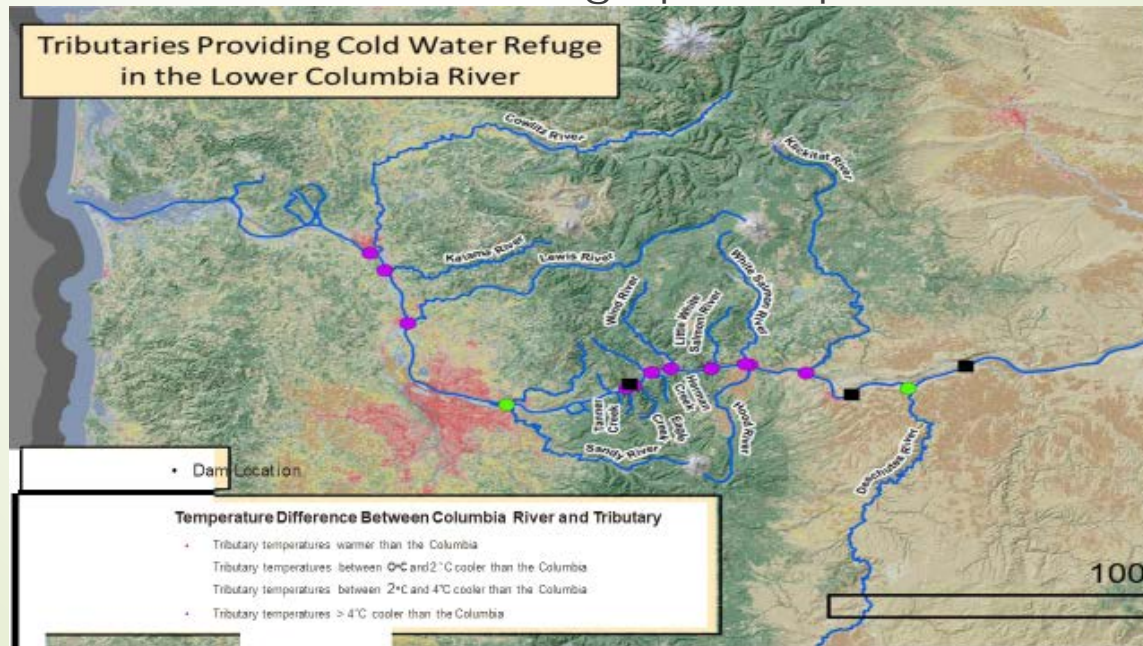 Tributaries Providing Cold Water Refuge
in the Lower Columbia River
Cowlitz River
Klickitat River
Kalama River
Lewis River
White Salmon River
Wind River
Little White
Salmon River
Tanner
Creek
Eagle
Creek
Herman
Creek
Hood River
Sandy River
Deschutes River
• Dam Location
Temperature Difference Between Columbia River and Tributary
Tributary temperatures warmer than the Columbia
Tributary temperatures between 0°C and 2°C cooler than the Columbia
Tributary temperatures between 2°C and 4°C cooler than the Columbia
Tributary temperatures > 4°C cooler than the Columbia
100